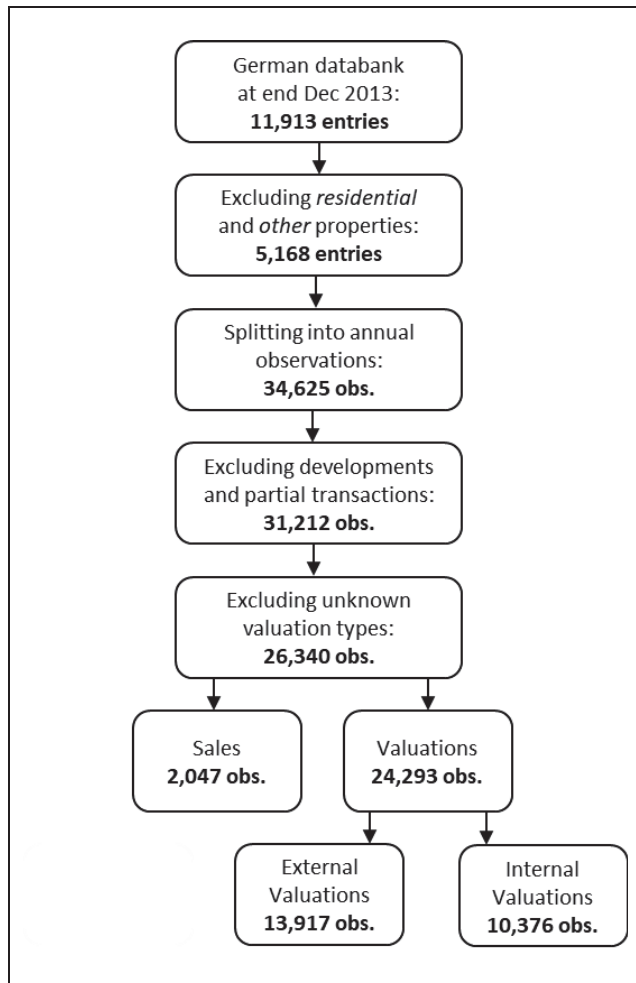 German databank
at end Dec 2013:
11,913 entries
Excluding residential
and other properties:
5,168 entries
Splitting into annual
observations:
34,625 obs.
Excluding developments
and partial transactions:
31,212 obs.
Excluding unknown
valuation types:
26,340 obs.
Sales
2,047 obs.
Valuations
24,293 obs.
External
Valuations
13,917 obs.
Internal
Valuations
10,376 obs.